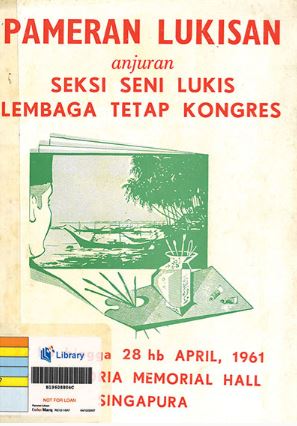 PAMERAN LUKISAN
anjuran
SEKSI SENI LUKIS
LEMBAGA TETAP KONGRES
gga 28 hb APRIL, 1961
RIA MEMORIAL HALL
SINGAPURA
Library
NOT FOR LOAN